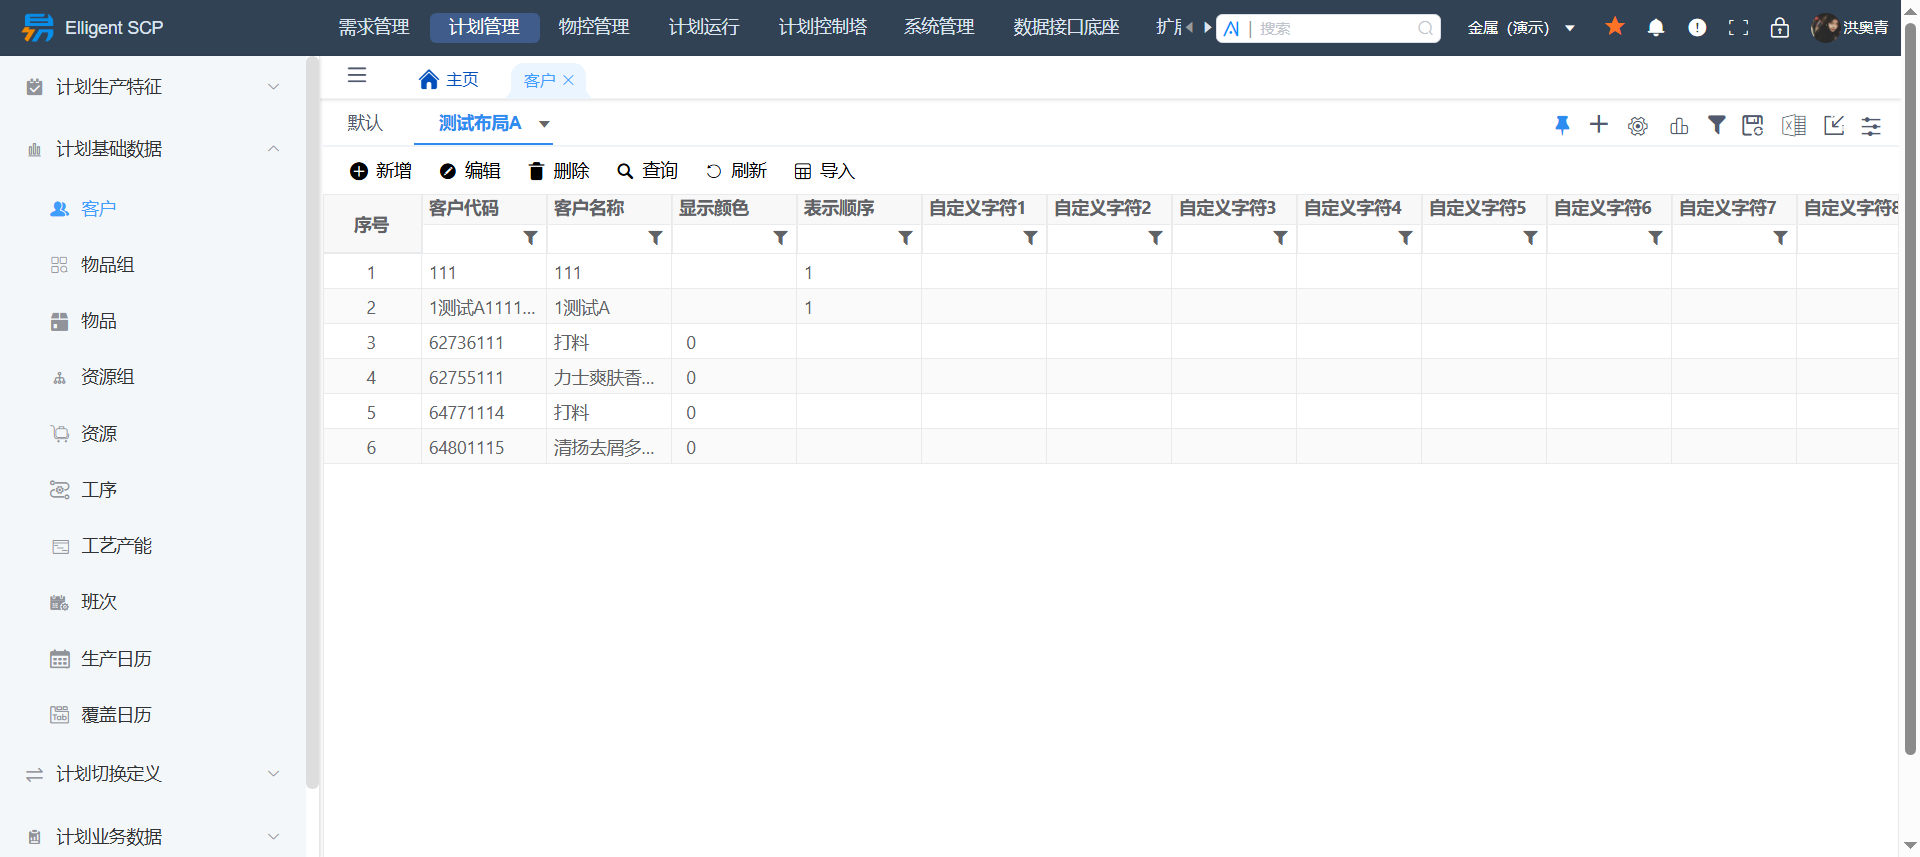 Elligent SCP
需求管理
计划管理
物控管理
计划运行
计划控制塔
系统管理
数据接口底座
搜索
金属 (演示)
洪奥青
计划生产特征
计划基础数据
客户
物品组
物品
资源组
资源
工序
工艺产能
班次
生产日历
覆盖日历
计划切换定义
计划业务数据
主页
客户
默认
测试布局A
新增
编辑
删除
查询
刷新
导入
序号 客户代码 客户名称 显示颜色 表示顺序 自定义字符1 自定义字符2 自定义字符3 自定义字符4 自定义字符5 自定义字符6 自定义字符7 自定义字符8
1 111 111 1
2 1测试A1111... 1测试A 1
3 62736111 打料 0
4 62755111 力士爽肤香... 0
5 64771114 打料 0
6 64801115 清扬去屑多... 0